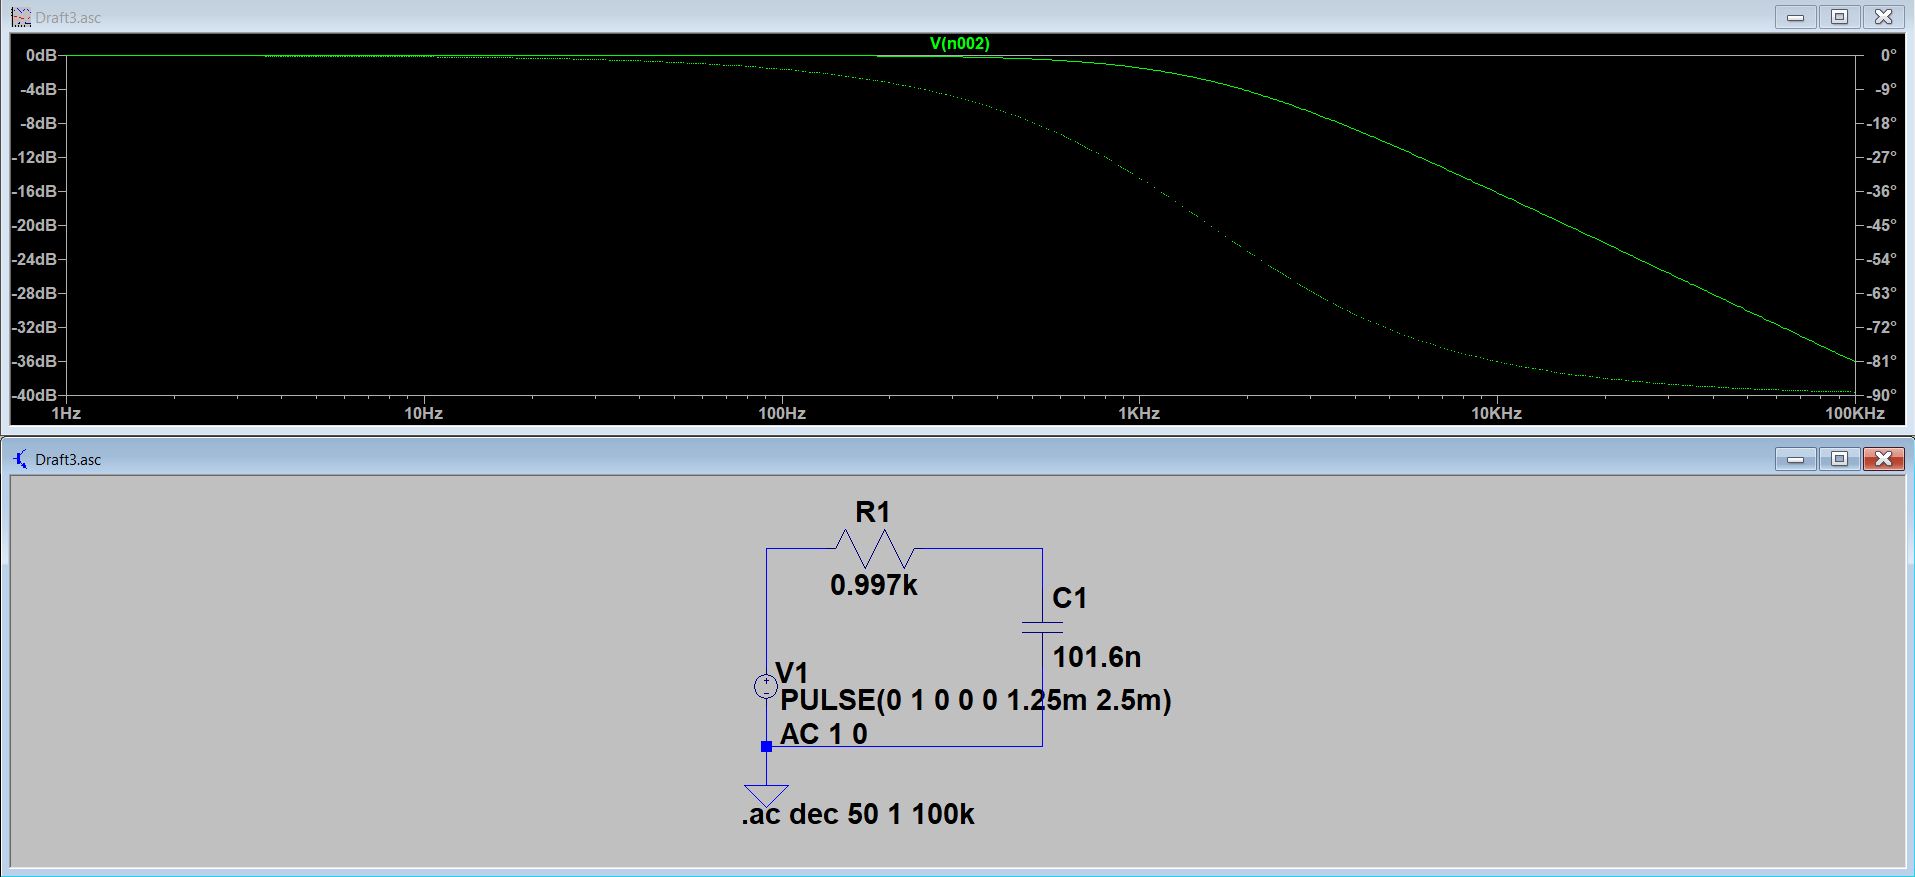 Draft3.asc
V(n002)
0dB 0°
-4dB -9°
-8dB -18°
-12dB -27°
-16dB -36°
-20dB -45°
-24dB -54°
-28dB -63°
-32dB -72°
-36dB -81°
-40dB -90°
1Hz 10Hz 100Hz 1KHz 10KHz 100KHz
Draft3.asc
R1
0.997k
C1
101.6n
V1
PULSE(0 1 0 0 0 1.25m 2.5m)
AC 1 0
.ac dec 50 1 100k